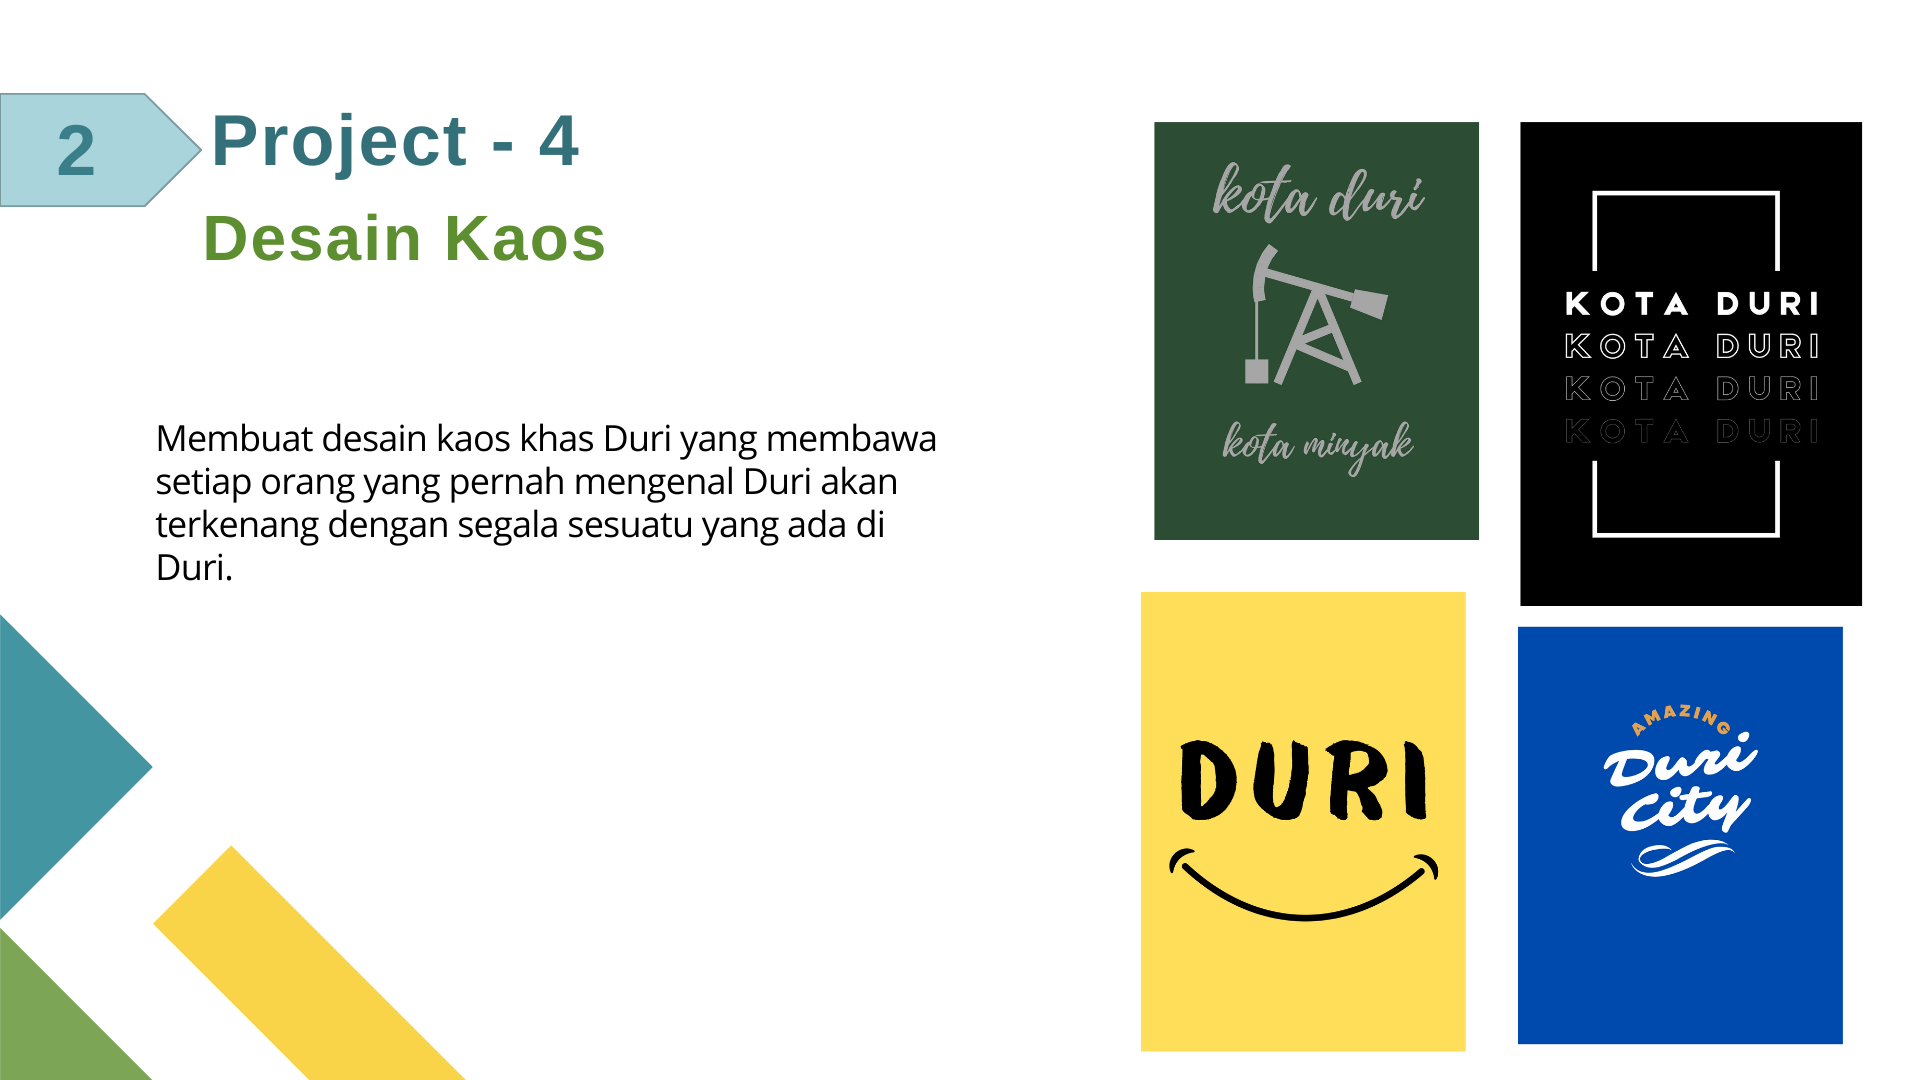 2
Project - 4
Desain Kaos
Membuat desain kaos khas Duri yang membawa
setiap orang yang pernah mengenal Duri akan
terkenang dengan segala sesuatu yang ada di
Duri.
kota duri
kota minyak
KOTA DURI
KOTA DURI
KOTA DURI
KOTA DURI
DURI
AMAZING
Duri
City